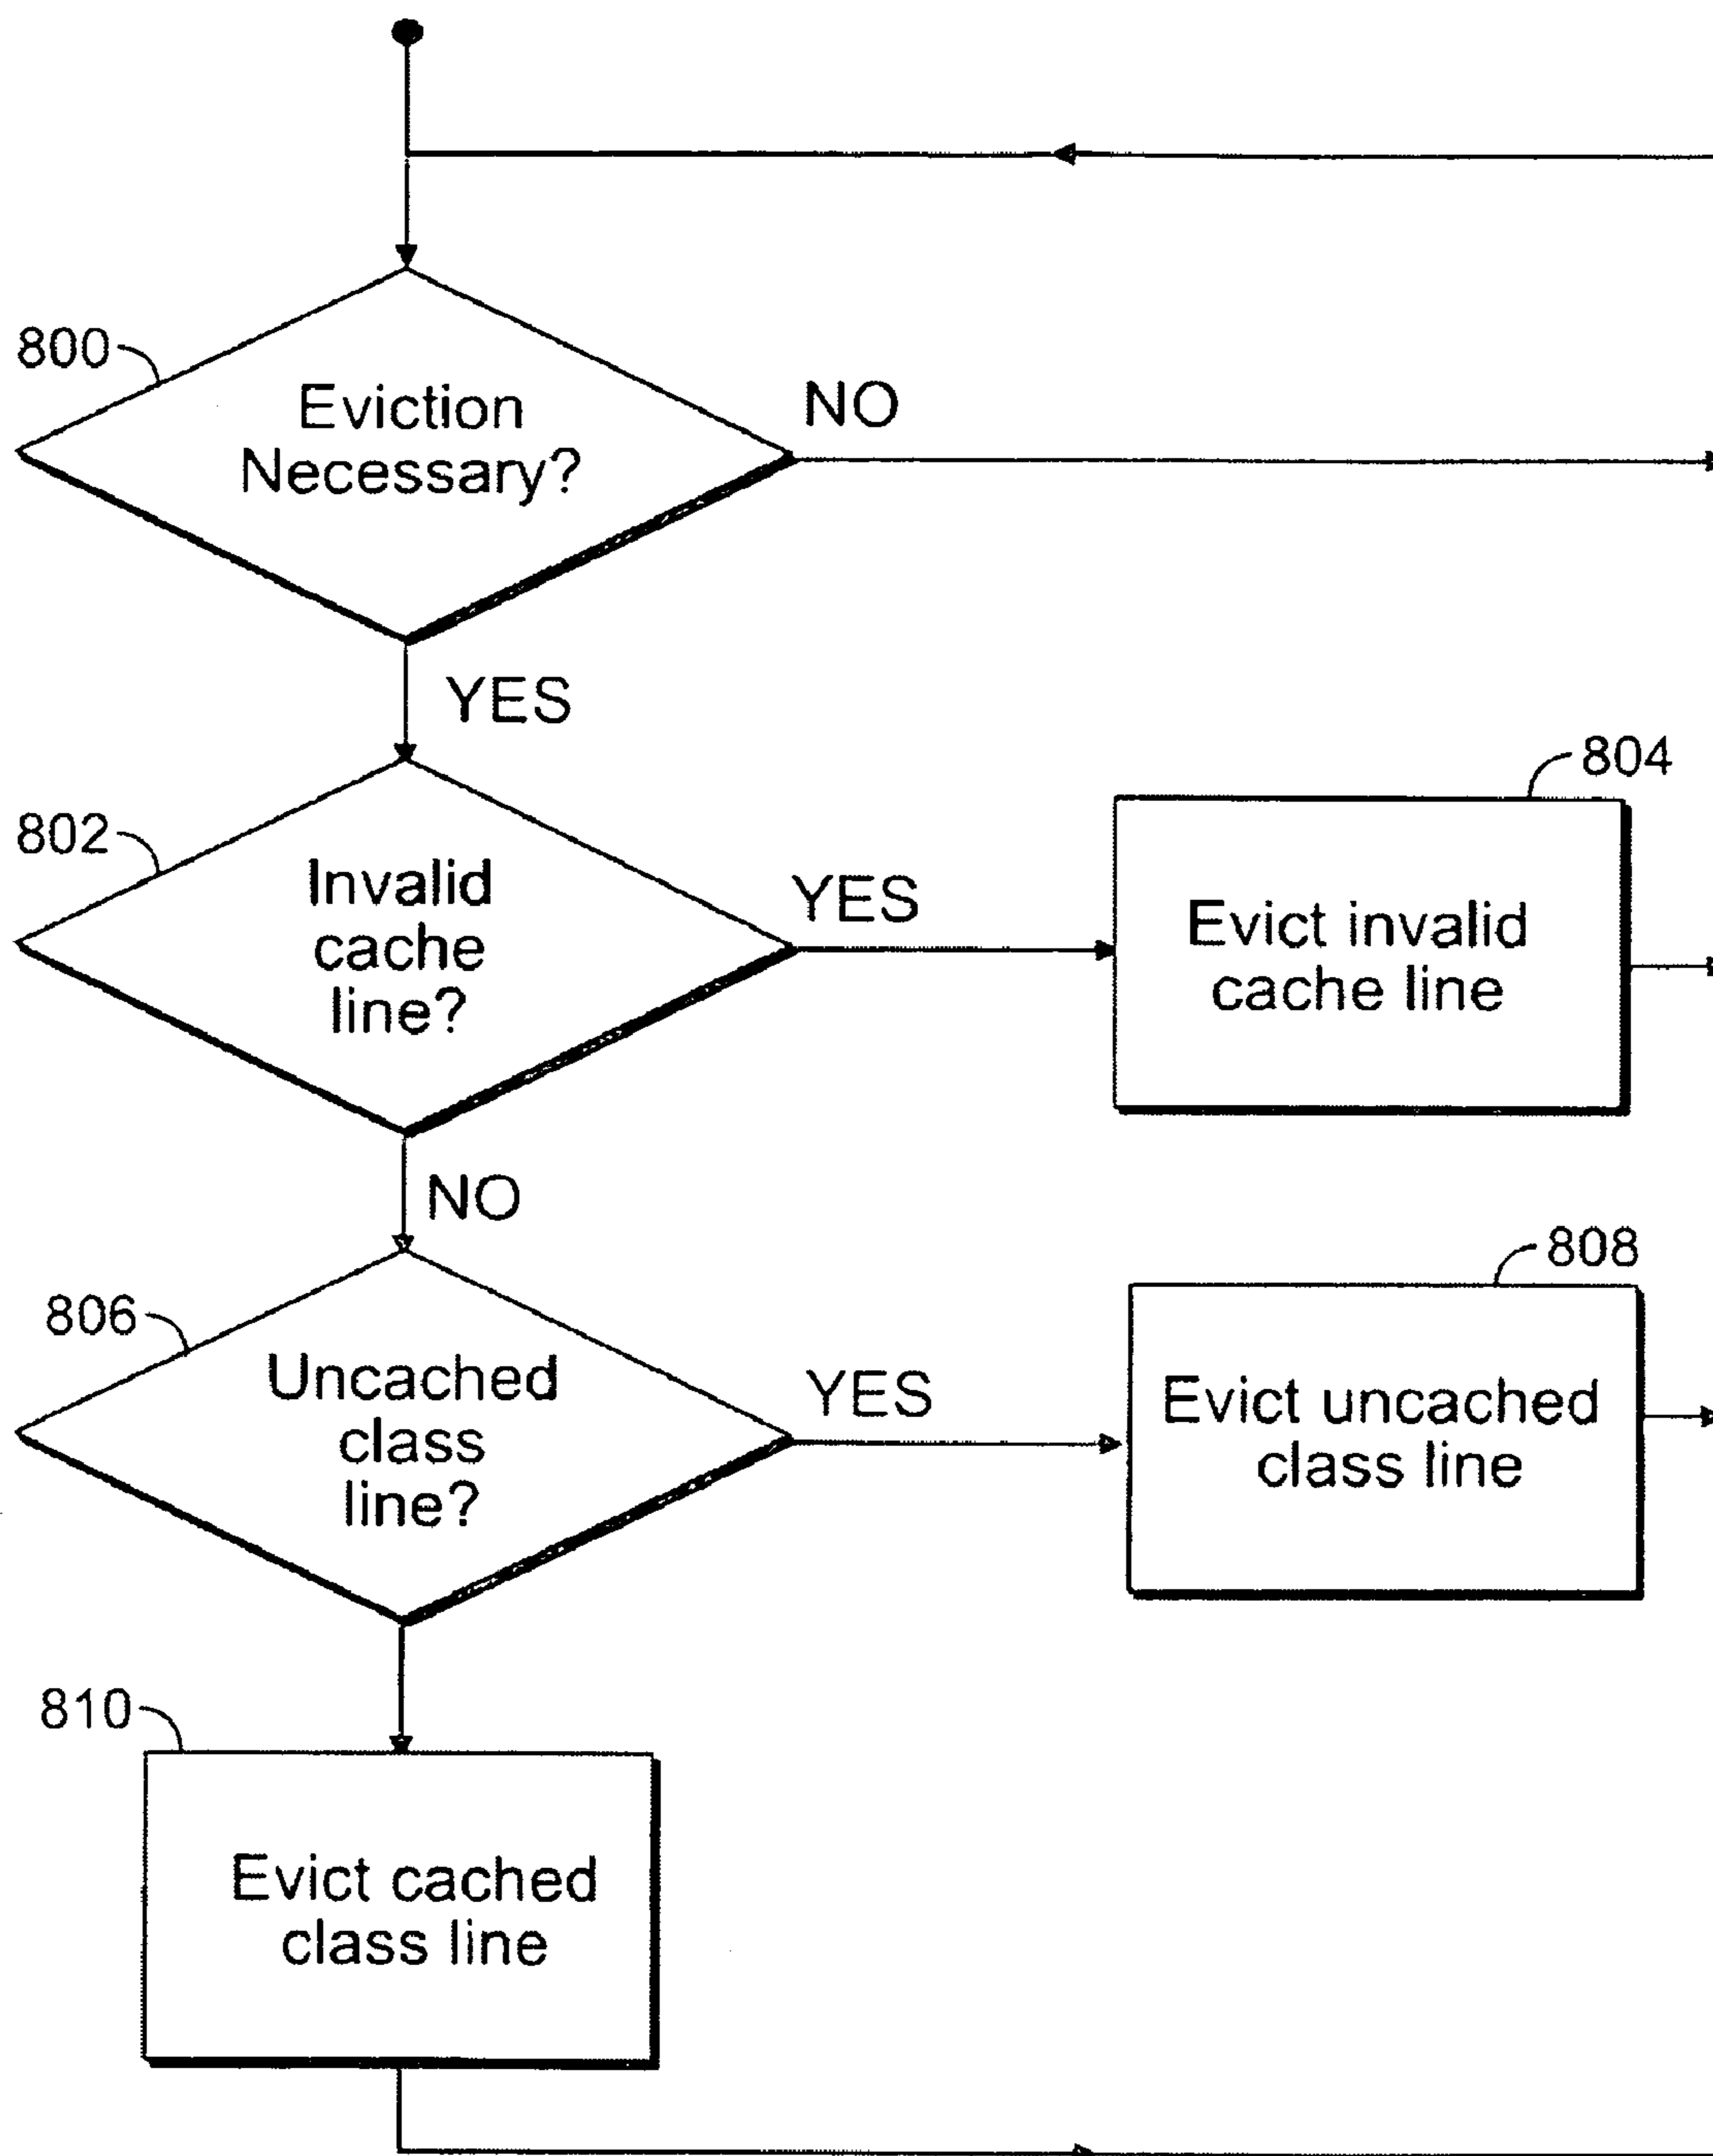 800
Eviction
Necessary?
NO
YES
802
Invalid
cache
line?
YES
804
Evict invalid
cache line
NO
806
Uncached
class
line?
YES
808
Evict uncached
class line
810
Evict cached
class line